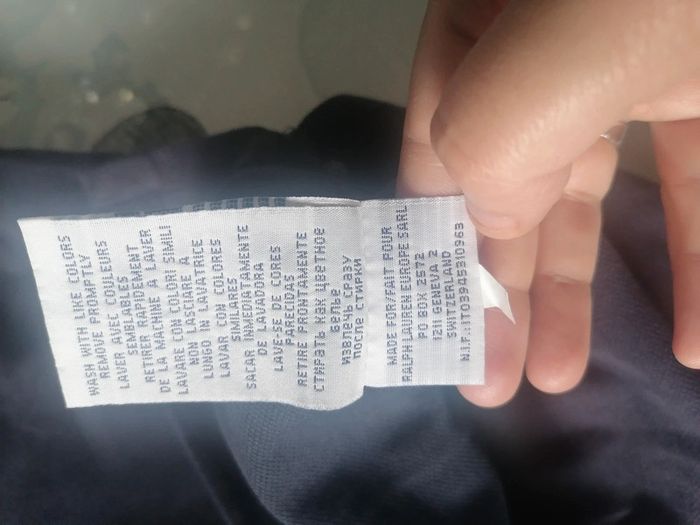 WASH WITH LIKE COLORS
REMOVE PROMPTLY
LAVER AVEC COULEURS
SEMBLABLES
RETIRER RAPIDEMENT
DE LA MACHINE A LAVER
LAVARE CON COLORI SIMILI
NON LASCIARE A
LUNGO IN LAVATRICE
LAVAR CON COLORES
SIMILARES
SACAR INMEDIATAMENTE
DE LAVADORA
LAVE-SE DE CORES
PARECIDAS
RETIRE PRONTAMENTE
СТИРАТЬ КАК ЦВЕТНОЕ
БЕЛЬЕ
ИЗВЛЕЧЬ СРАЗУ
ПОСЛЕ СТИРКИ
MADE FOR/FAIT POUR
RALPH LAUREN EUROPE SARL
PO BOX 2572
1211 GENEVA 2
SWITZERLAND
N.I.F.:IT03945310963